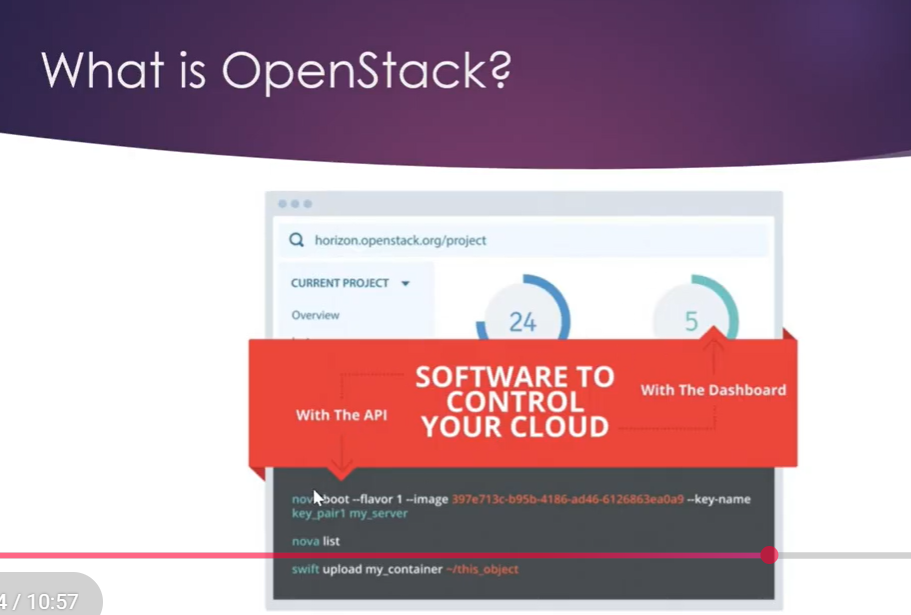 What is OpenStack?
horizon.openstack.org/project
CURRENT PROJECT
Overview
24
5
SOFTWARE TO
CONTROL
YOUR CLOUD
With The API
With The Dashboard
nova boot --flavor 1 --image 397e713c-b95b-4186-ad46-6126863ea0a9 --key-name
key_pair1 my_server
nova list
swift upload my_container ~/this_object
4 / 10:57